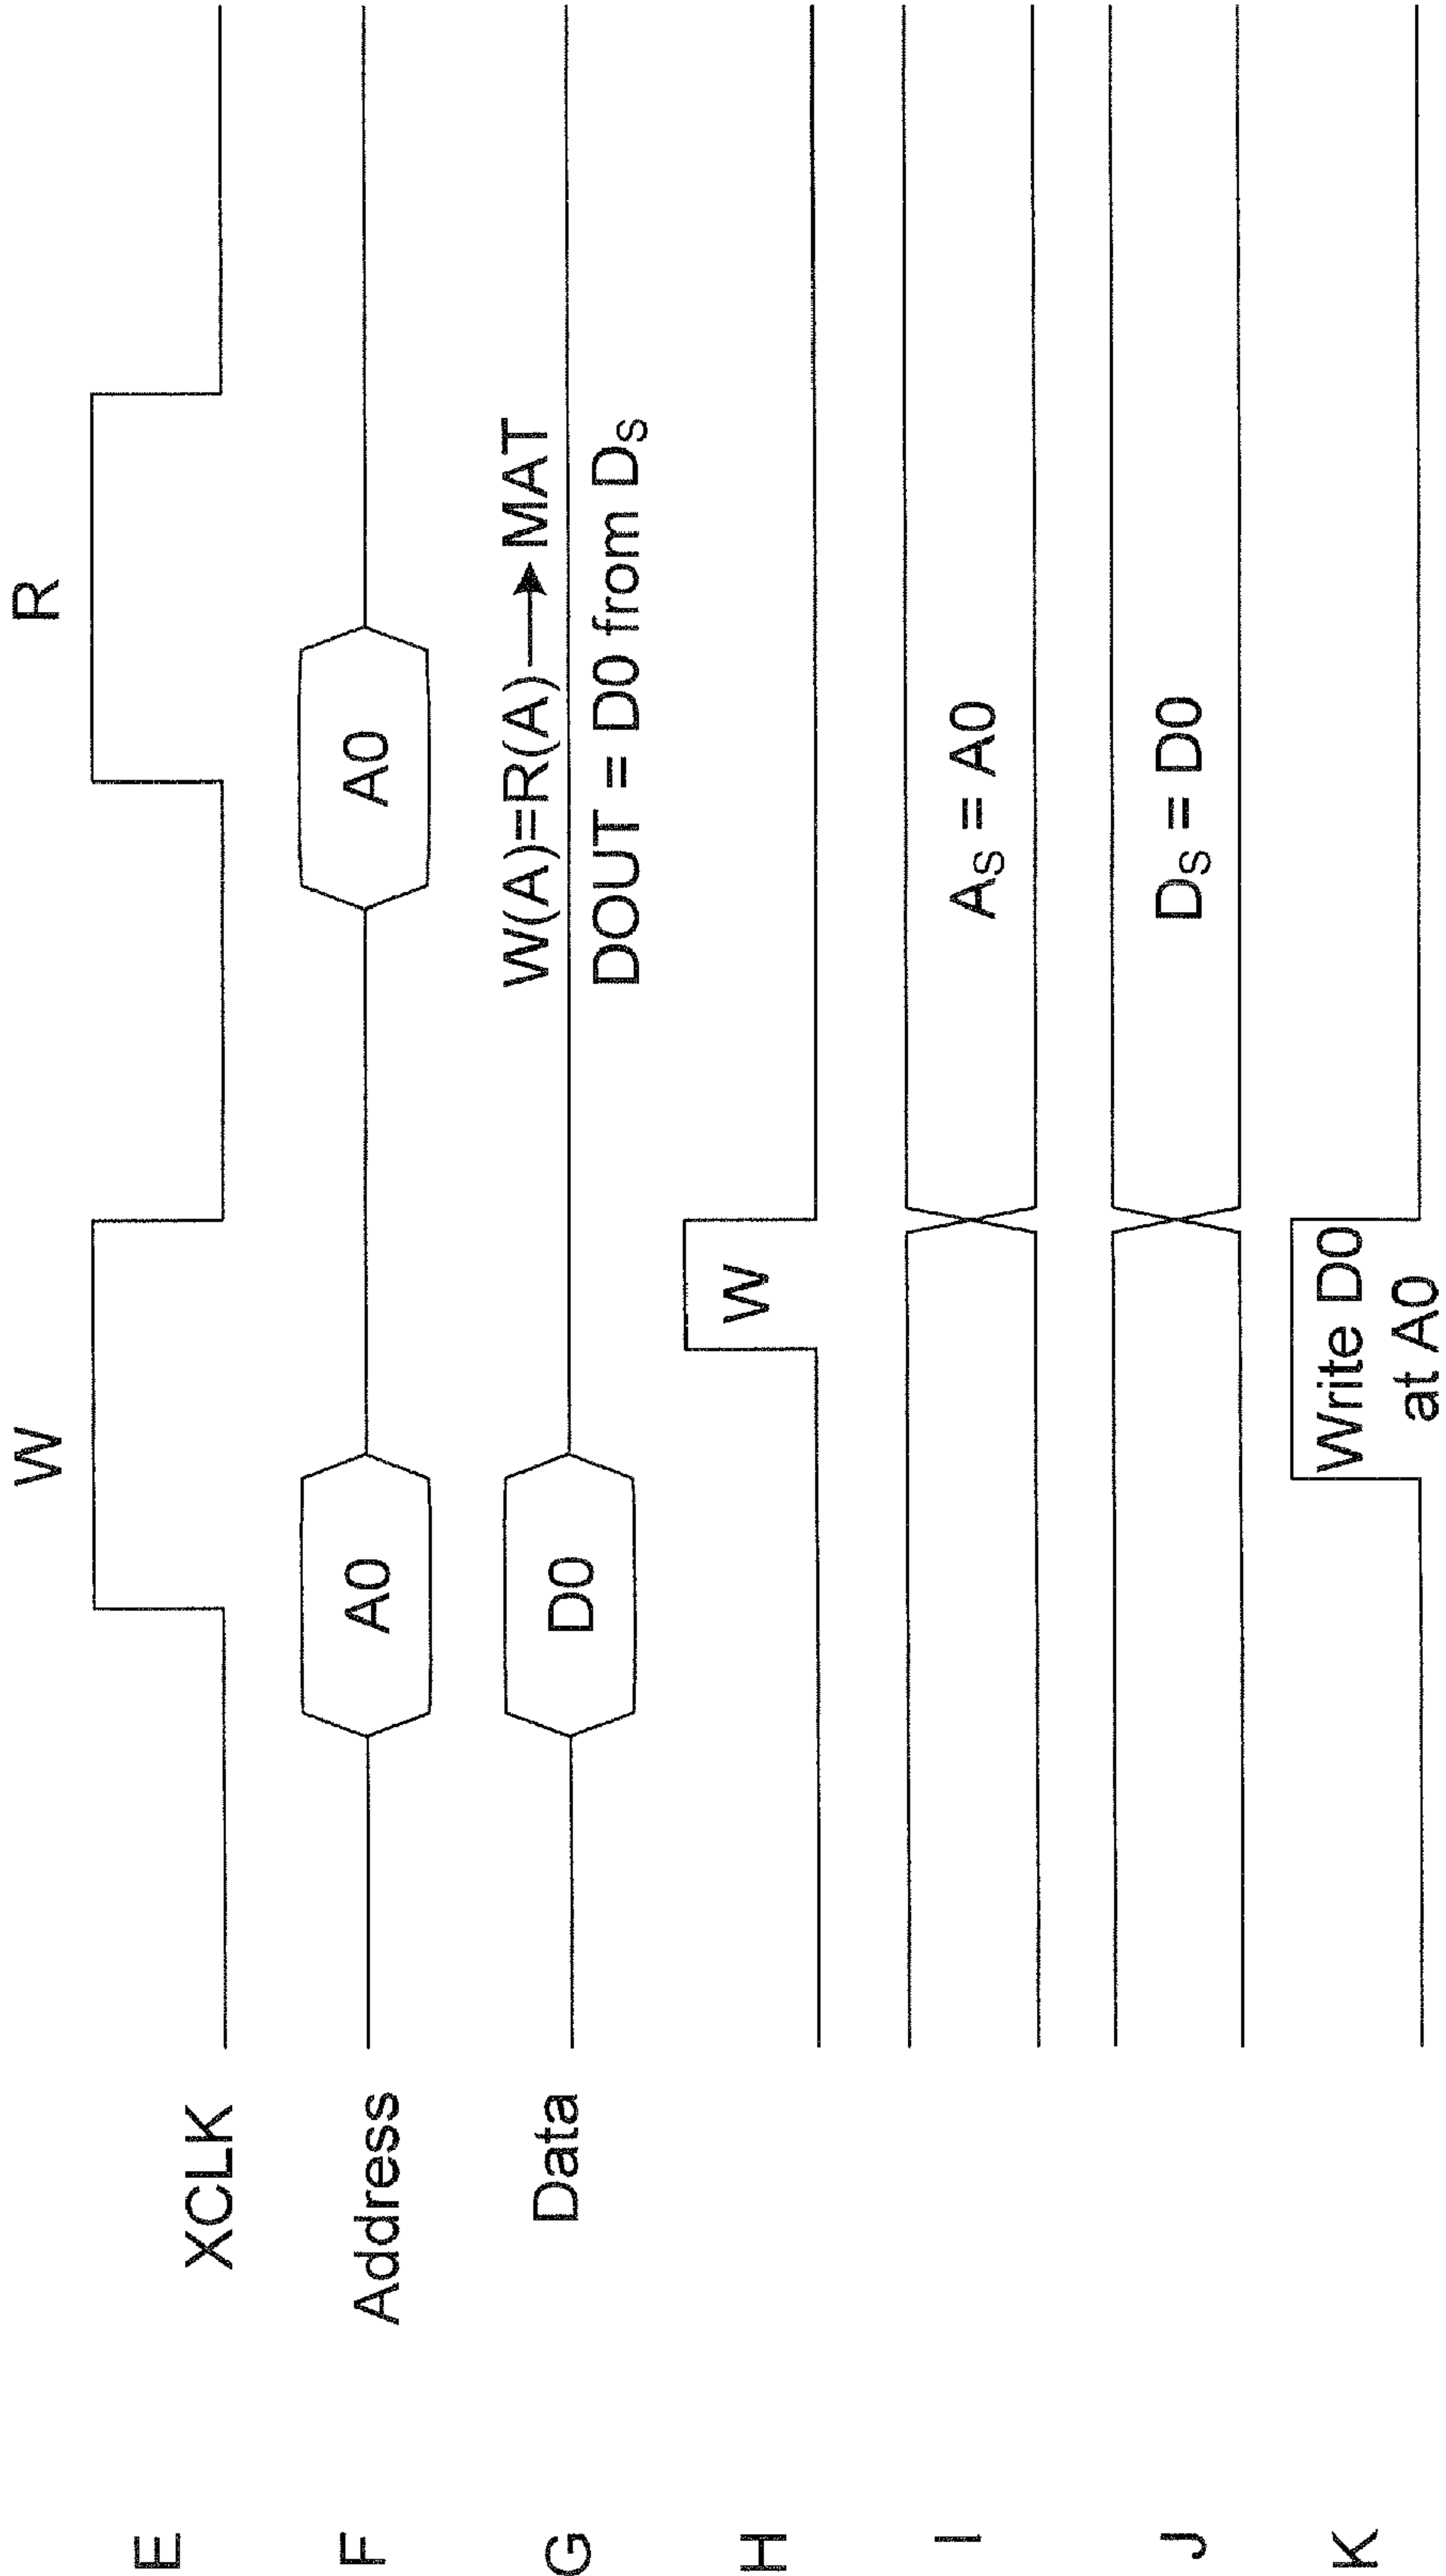 W
R
E
XCLK
F
Address
A0
A0
G
Data
D0
W(A)=R(A)⟶MAT
DOUT = D0 from DS
H
W
I
AS = A0
J
DS = D0
K
Write D0
at A0